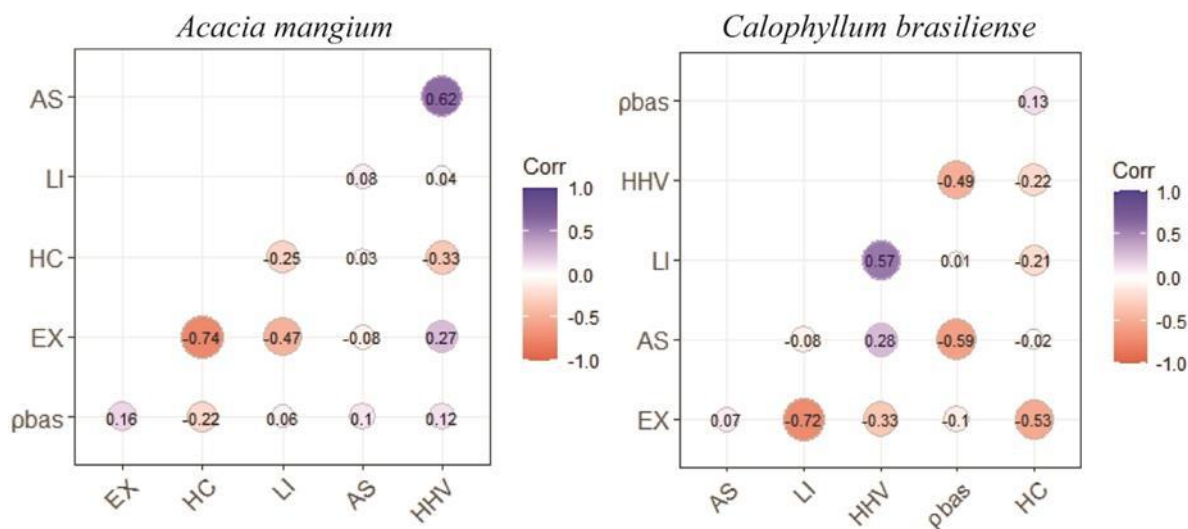 Acacia mangium
AS
0.62
LI
0.08 0.04
HC
-0.25 0.03 -0.33
EX
-0.74 -0.47 -0.08 0.27
ρbas
0.16 -0.22 0.06 0.1 0.12
EX HC LI AS HHV
Corr
1.0
0.5
0.0
-0.5
-1.0
Calophyllum brasiliense
ρbas
0.13
HHV
-0.49 -0.22
LI
0.57 0.01 -0.21
AS
-0.08 0.28 -0.59 -0.02
EX
0.07 -0.72 -0.33 -0.1 -0.53
AS LI HHV ρbas HC
Corr
1.0
0.5
0.0
-0.5
-1.0